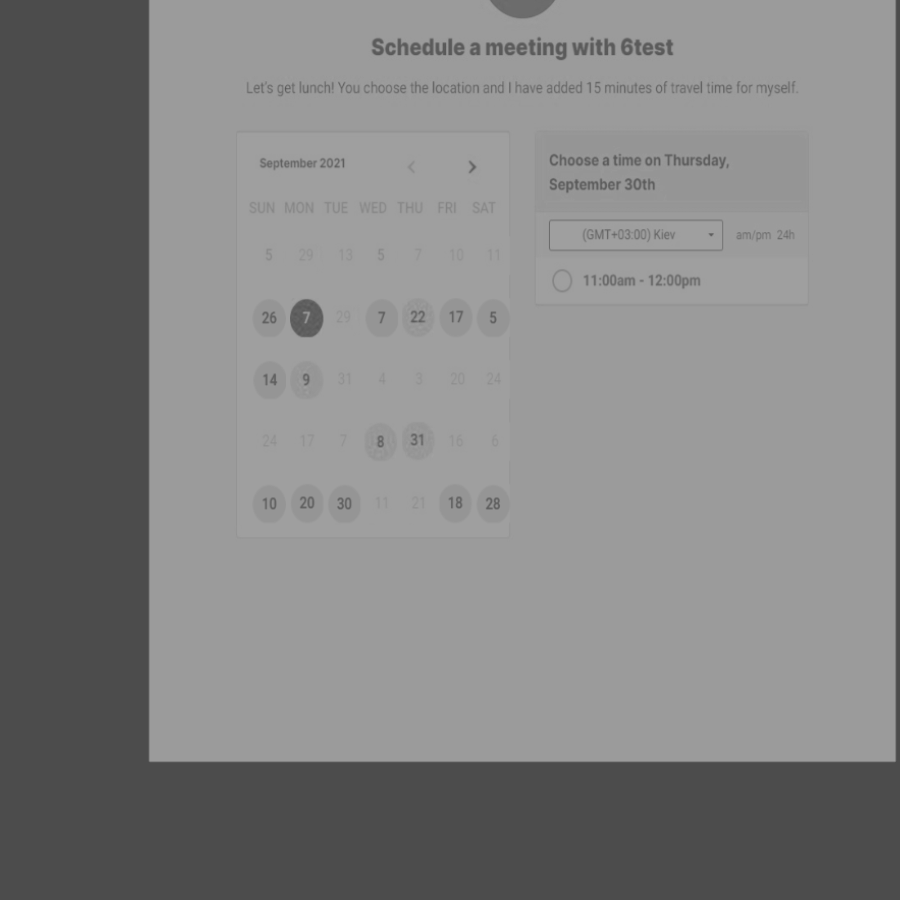 Schedule a meeting with 6test
Let's get lunch! You choose the location and I have added 15 minutes of travel time for myself.
September 2021
SUN MON TUE WED THU FRI SAT
5 29 13 5 7 10 11
26 7 29 7 22 17 5
14 9 31 4 3 20 24
24 17 7 8 31 16 6
10 20 30 11 21 18 28
Choose a time on Thursday,
September 30th
(GMT+03:00) Kiev am/pm 24h
11:00am - 12:00pm